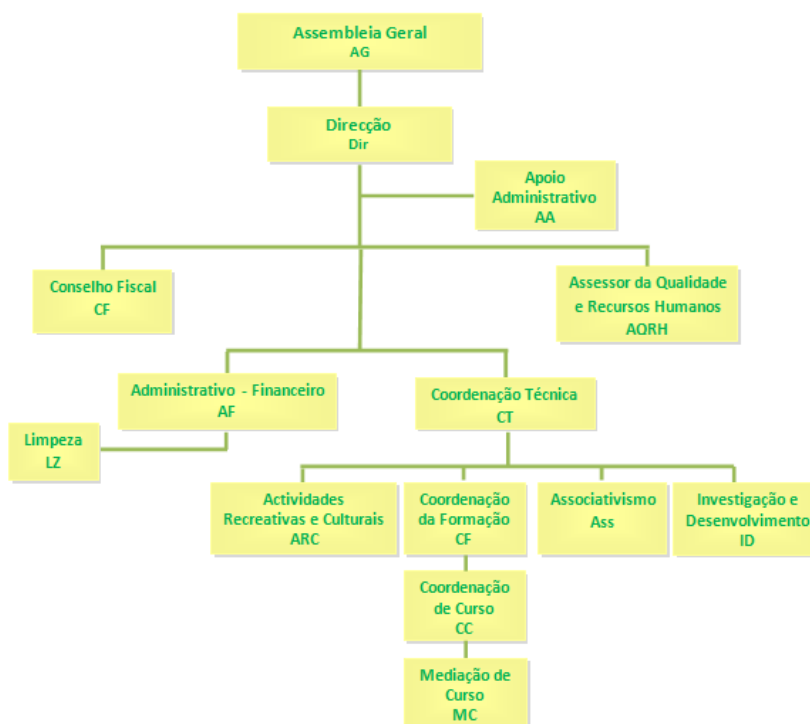 Assembleia Geral
AG
Direcção
Dir
Apoio
Administrativo
AA
Conselho Fiscal
CF
Assessor da Qualidade
e Recursos Humanos
AQRH
Administrativo - Financeiro
AF
Coordenação Técnica
CT
Limpeza
LZ
Actividades
Recreativas e Culturais
ARC
Coordenação
da Formação
CF
Associativismo
Ass
Investigação e
Desenvolvimento
ID
Coordenação
de Curso
CC
Mediação de
Curso
MC